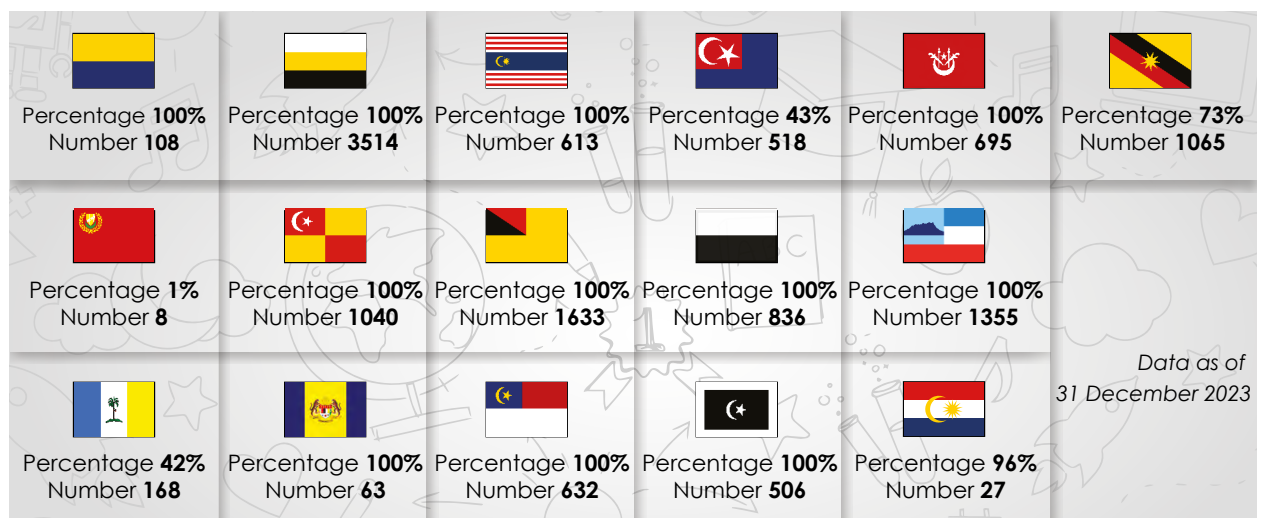 Percentage 100%
Number 108
Percentage 100%
Number 3514
Percentage 100%
Number 613
Percentage 43%
Number 518
Percentage 100%
Number 695
Percentage 73%
Number 1065
Percentage 1%
Number 8
Percentage 100%
Number 1040
Percentage 100%
Number 1633
Percentage 100%
Number 836
Percentage 100%
Number 1355
Percentage 42%
Number 168
Percentage 100%
Number 63
Percentage 100%
Number 632
Percentage 100%
Number 506
Percentage 96%
Number 27
Data as of
31 December 2023